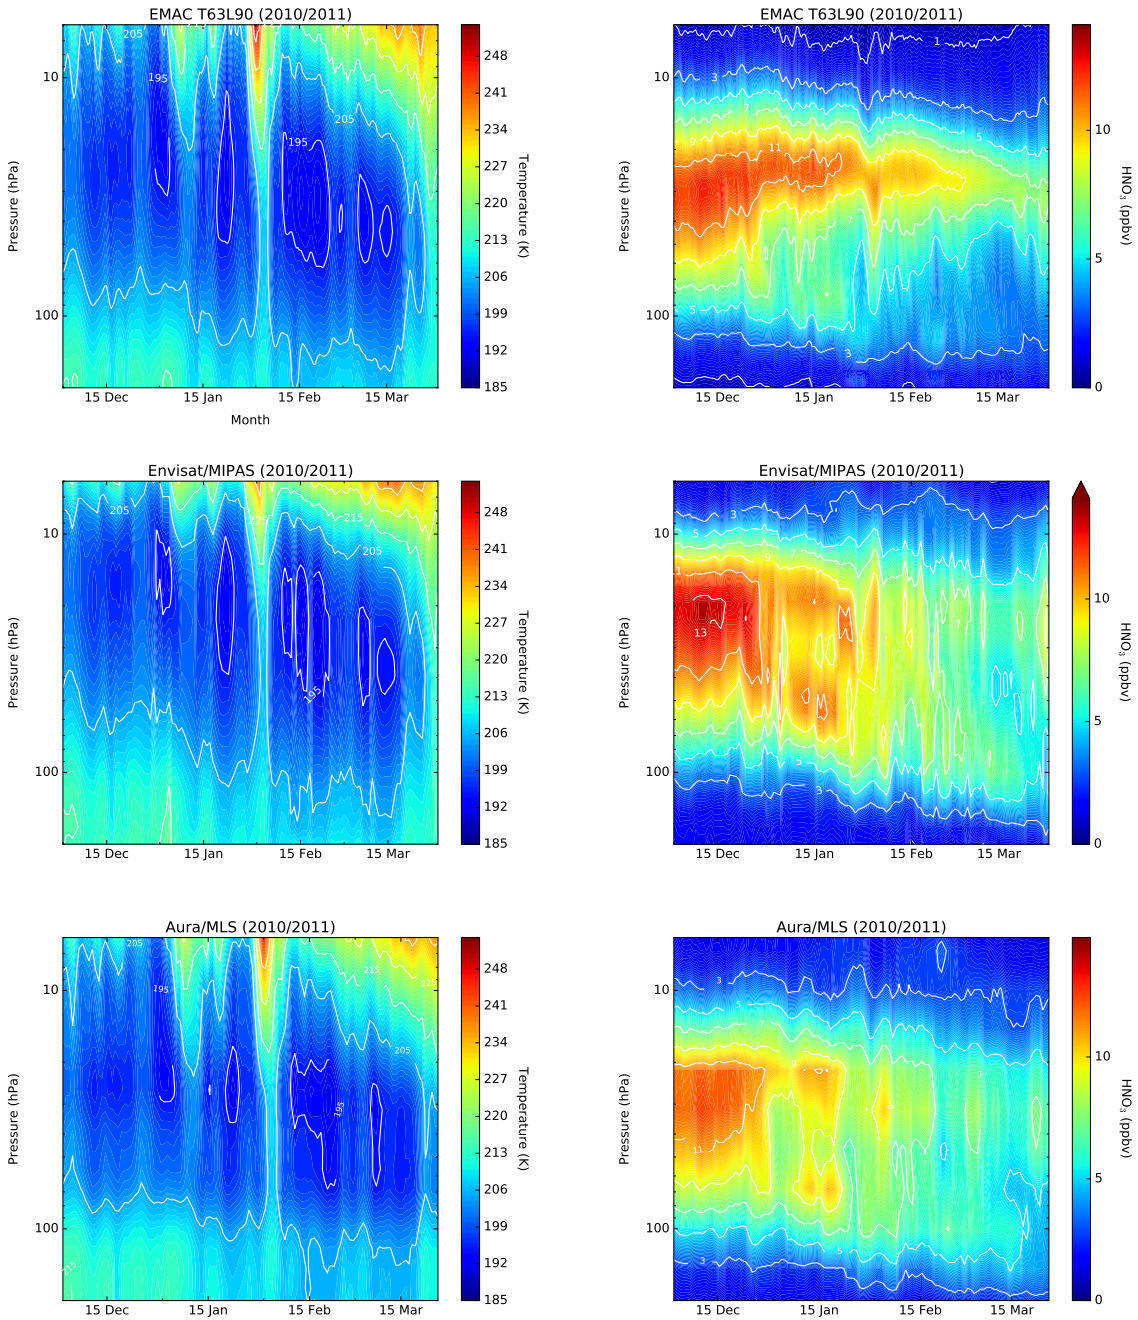 EMAC T63L90 (2010/2011)
10
100
Pressure (hPa)
205
195
205
195
15 Dec
15 Jan
15 Feb
15 Mar
Month
248
241
234
227
220
213
206
199
192
185
Temperature (K)
EMAC T63L90 (2010/2011)
10
100
Pressure (hPa)
1
3
7
5
9
11
7
5
3
15 Dec
15 Jan
15 Feb
15 Mar
10
5
0
HNO₃ (ppbv)
Envisat/MIPAS (2010/2011)
10
100
Pressure (hPa)
205
215
205
195
15 Dec
15 Jan
15 Feb
15 Mar
248
241
234
227
220
213
206
199
192
185
Temperature (K)
Envisat/MIPAS (2010/2011)
10
100
Pressure (hPa)
3
5
9
7
13
5
3
15 Dec
15 Jan
15 Feb
15 Mar
10
5
0
HNO₃ (ppbv)
Aura/MLS (2010/2011)
10
100
Pressure (hPa)
205
215
225
195
205
195
215
15 Dec
15 Jan
15 Feb
15 Mar
248
241
234
227
220
213
206
199
192
185
Temperature (K)
Aura/MLS (2010/2011)
10
100
Pressure (hPa)
3
5
11
5
3
15 Dec
15 Jan
15 Feb
15 Mar
10
5
0
HNO₃ (ppbv)